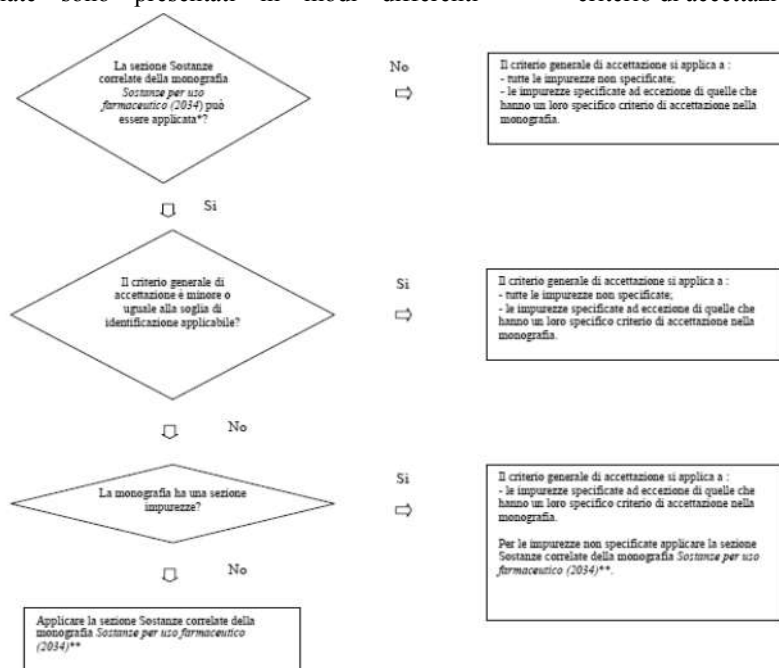 sono presentati in modi differenti
La sezione Sostanze
correlate della monografia
Sostanze per uso
farmaceutico (2034) può
essere applicata*?
No
Il criterio generale di accettazione si applica a :
- tutte le impurezze non specificate;
- le impurezze specificate ad eccezione di quelle che
hanno un loro specifico criterio di accettazione nella
monografia.
Si
Il criterio generale di
accettazione è minore o
uguale alla soglia di
identificazione applicabile?
Si
Il criterio generale di accettazione si applica a :
- tutte le impurezze non specificate;
- le impurezze specificate ad eccezione di quelle che
hanno un loro specifico criterio di accettazione nella
monografia.
No
La monografia ha una sezione
impurezze?
Si
Il criterio generale di accettazione si applica a :
- le impurezze specificate ad eccezione di quelle che
hanno un loro specifico criterio di accettazione nella
monografia.
Per le impurezze non specificate applicare la sezione
Sostanze correlate della monografia Sostanze per uso
farmaceutico (2034)**.
No
Applicare la sezione Sostanze correlate della
monografia Sostanze per uso farmaceutico
(2034)**